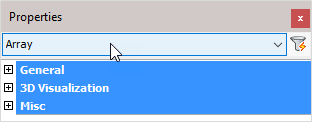 Properties
Array
General
3D Visualization
Misc